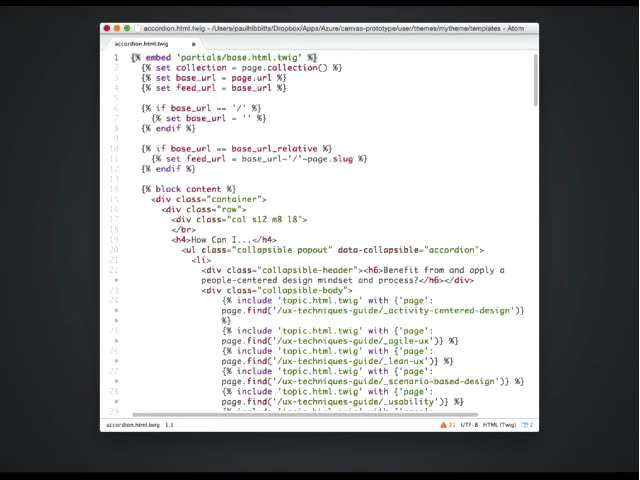 accordion.html.twig - /Users/paulhibbitts/Dropbox/Apps/Azure/canvas-prototype/user/themes/mytheme/templates - Atom
accordion.html.twig ×
1 {% embed 'partials/base.html.twig' %}
2 {% set collection = page.collection() %}
3 {% set base_url = page.url %}
4 {% set feed_url = base_url %}
5
6 {% if base_url == '/' %}
7 {% set base_url = '' %}
8 {% endif %}
9
10 {% if base_url == base_url_relative %}
11 {% set feed_url = base_url~'/'~page.slug %}
12 {% endif %}
13
14 {% block content %}
15 <div class="container">
16 <div class="row">
17 <div class="col s12 m8 l8">
18 </br>
19 <h4>How Can I...</h4>
20 <ul class="collapsible popout" data-collapsible="accordion">
21 <li>
22 <div class="collapsible-header"><h6>Benefit from and apply a
• people-centered design mindset and process?</h6></div>
23 <div class="collapsible-body">
24 {% include 'topic.html.twig' with {'page':
• page.find('/ux-techniques-guide/_activity-centered-design')}
• %}
25 {% include 'topic.html.twig' with {'page':
• page.find('/ux-techniques-guide/_agile-ux')} %}
26 {% include 'topic.html.twig' with {'page':
• page.find('/ux-techniques-guide/_lean-ux')} %}
27 {% include 'topic.html.twig' with {'page':
• page.find('/ux-techniques-guide/_scenario-based-design')} %}
28 {% include 'topic.html.twig' with {'page':
• page.find('/ux-techniques-guide/_usability')} %}
29 {% include 'topic.html.twig' with {'page':
accordion.html.twig 1,1 21 UTF-8 HTML (Twig) 2